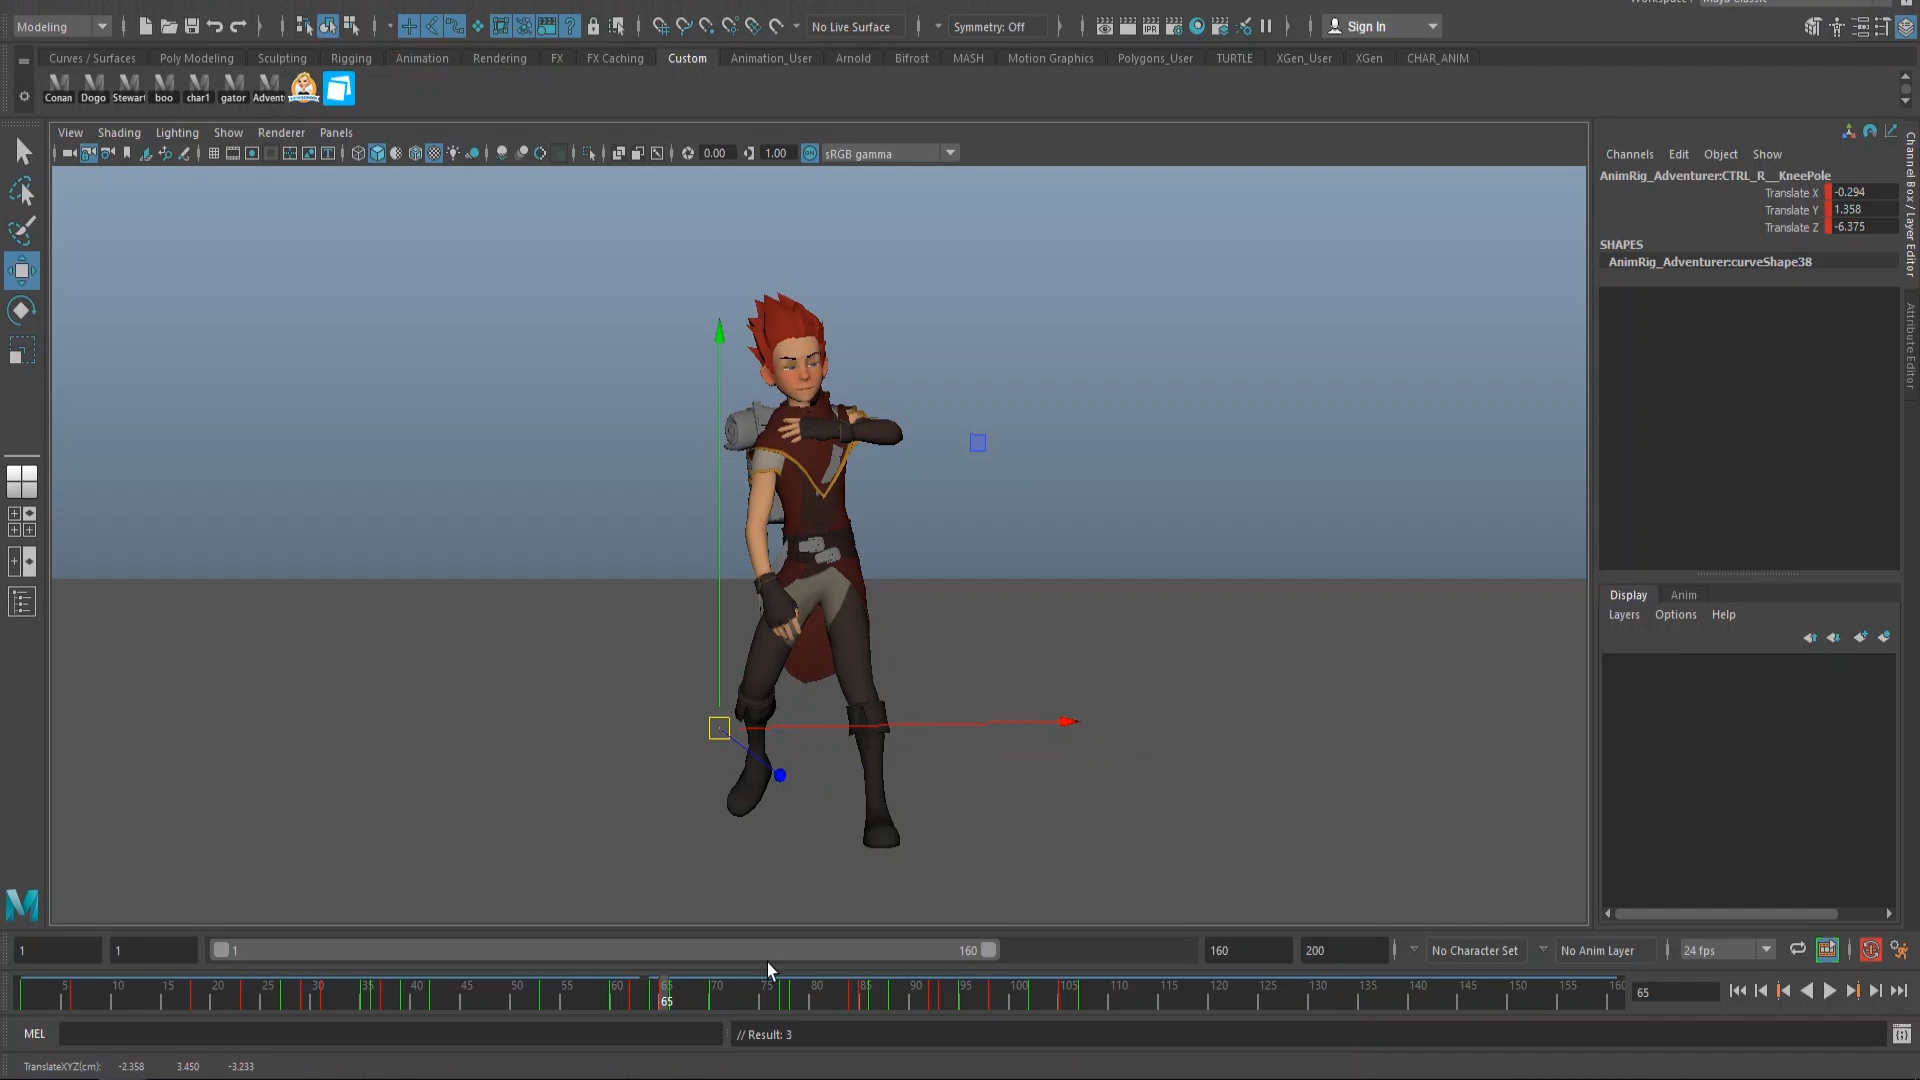 Modeling
No Live Surface
Symmetry: Off
Sign In
Curves / Surfaces
Poly Modeling
Sculpting
Rigging
Animation
Rendering
FX
FX Caching
Custom
Animation_User
Arnold
Bifrost
MASH
Motion Graphics
Polygons_User
TURTLE
XGen_User
XGen
CHAR_ANIM
Conan
Dogo
Stewart
boo
char1
gator
Advent
View
Shading
Lighting
Show
Renderer
Panels
0.00
1.00
sRGB gamma
Channels
Edit
Object
Show
AnimRig_Adventurer:CTRL_R__KneePole
Translate X -0.294
Translate Y 1.358
Translate Z -6.375
SHAPES
AnimRig_Adventurer:curveShape38
Channel Box / Layer Editor
Attribute Editor
Display
Anim
Layers
Options
Help
1
1
1
160
160
200
No Character Set
No Anim Layer
24 fps
5 10 15 20 25 30 35 40 45 50 55 60 65 70 75 80 85 90 95 100 105 110 115 120 125 130 135 140 145 150 155
65
65
MEL
// Result: 3
TranslateXYZ(cm): -2.358 3.450 -3.233